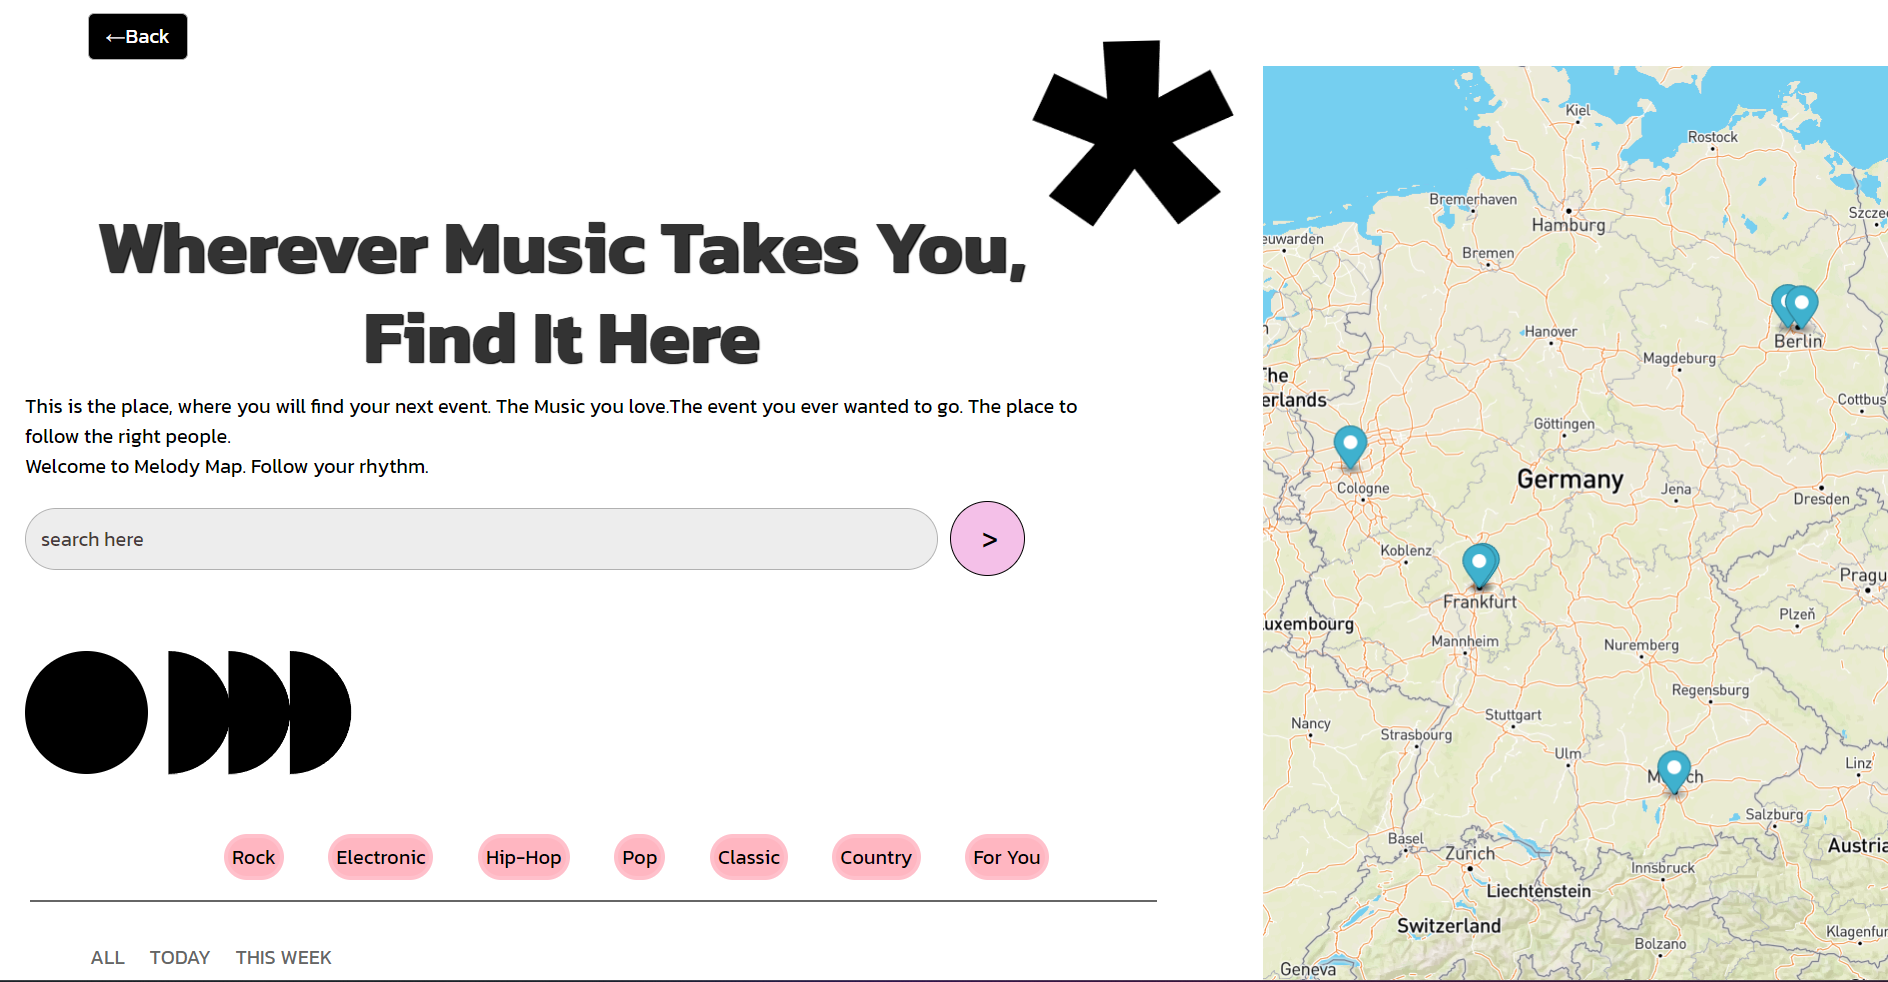 ←Back
Wherever Music Takes You,
Find It Here
This is the place, where you will find your next event. The Music you love.The event you ever wanted to go. The place to
follow the right people.
Welcome to Melody Map. Follow your rhythm.
search here
>
Rock
Electronic
Hip-Hop
Pop
Classic
Country
For You
ALL
TODAY
THIS WEEK
Kiel
Rostock
Bremerhaven
Hamburg
Szcze
euwarden
Bremen
Hanover
Berlin
Magdeburg
The
erlands
Cottbus
Göttingen
Germany
Cologne
Jena
Dresden
Koblenz
Pragu
Frankfurt
Plzeň
uxembourg
Mannheim
Nuremberg
Regensburg
Nancy
Stuttgart
Strasbourg
Ulm
Linz
Salzburg
Basel
Zürich
Austria
Innsbruck
Liechtenstein
Switzerland
Klagenfur
Bolzano
Geneva